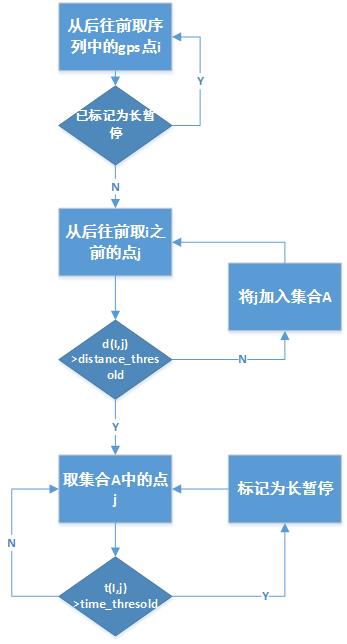 从后往前取序
列中的gps点i
Y
已标记为长暂
停
N
从后往前取i之
前的点j
将j加入集合A
d(I,j)
>distance_thres
old
N
Y
取集合A中的点
j
标记为长暂停
N
t(I,j)
>time_thresold
Y